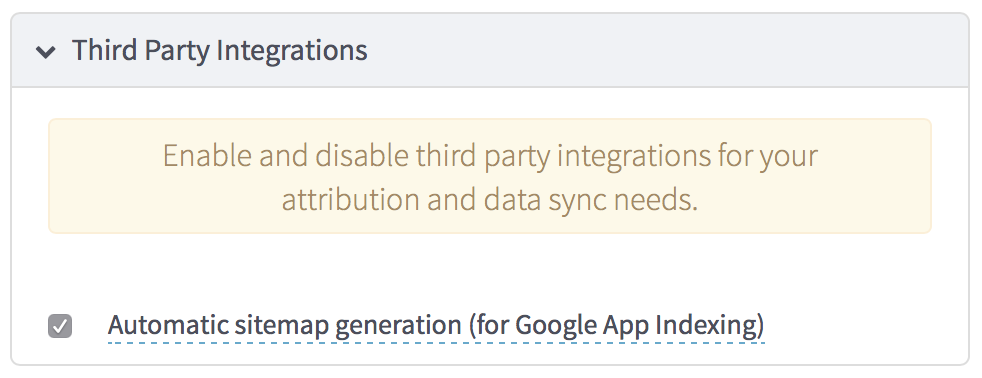 Third Party Integrations
Enable and disable third party integrations for your
attribution and data sync needs.
Automatic sitemap generation (for Google App Indexing)